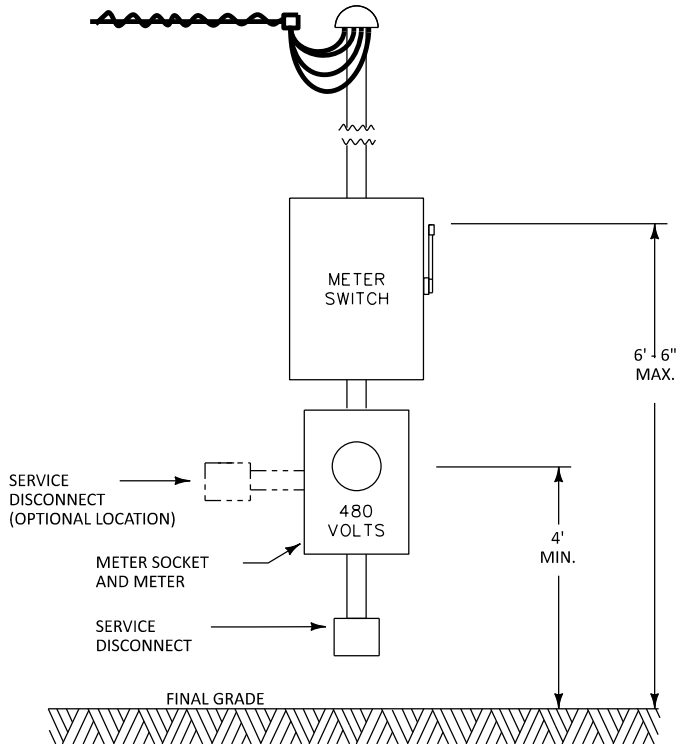 METER
SWITCH
6' - 6"
MAX.
SERVICE
DISCONNECT
(OPTIONAL LOCATION)
480
VOLTS
4'
MIN.
METER SOCKET
AND METER
SERVICE
DISCONNECT
FINAL GRADE